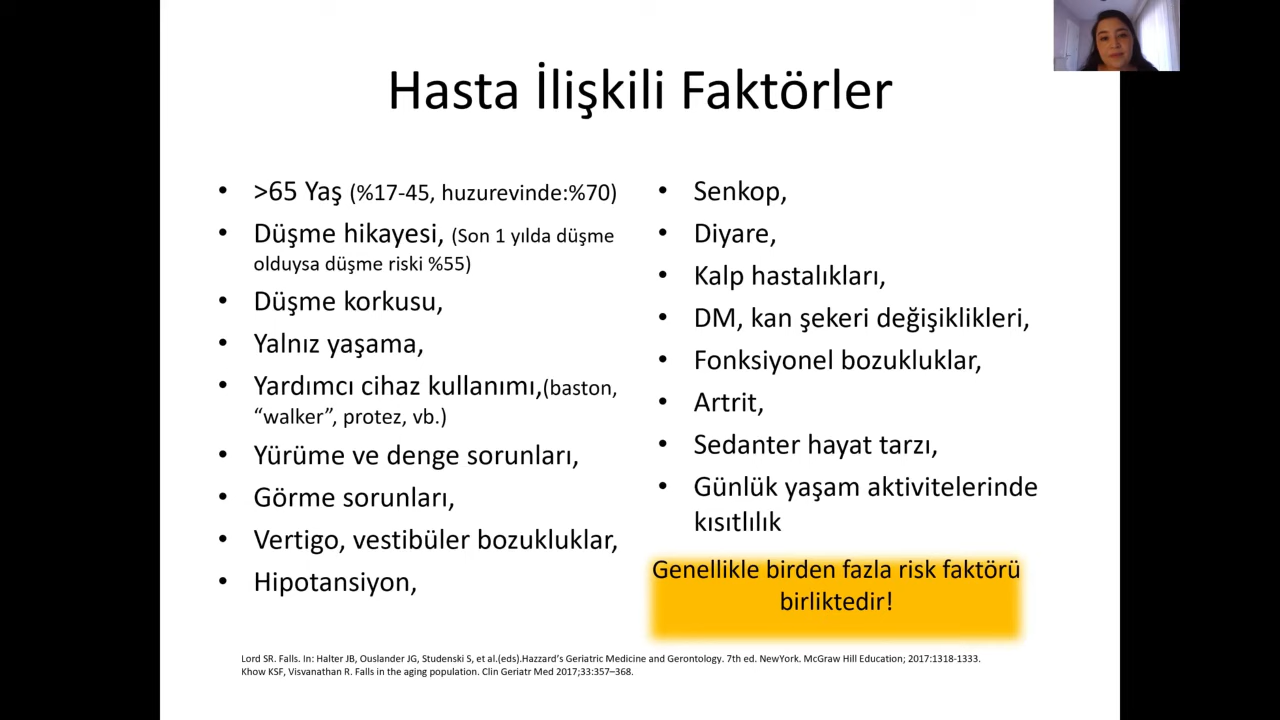 Hasta İlişkili Faktörler
• >65 Yaş (%17-45, huzurevinde:%70)
• Düşme hikayesi, (Son 1 yılda düşme
olduysa düşme riski %55)
• Düşme korkusu,
• Yalnız yaşama,
• Yardımcı cihaz kullanımı,(baston,
“walker”, protez, vb.)
• Yürüme ve denge sorunları,
• Görme sorunları,
• Vertigo, vestibüler bozukluklar,
• Hipotansiyon,
• Senkop,
• Diyare,
• Kalp hastalıkları,
• DM, kan şekeri değişiklikleri,
• Fonksiyonel bozukluklar,
• Artrit,
• Sedanter hayat tarzı,
• Günlük yaşam aktivitelerinde
kısıtlılık
Genellikle birden fazla risk faktörü
birliktedir!
Lord SR. Falls. In: Halter JB, Ouslander JG, Studenski S, et al.(eds).Hazzard’s Geriatric Medicine and Gerontology. 7th ed. NewYork. McGraw Hill Education; 2017:1318-1333.
Khow KSF, Visvanathan R. Falls in the aging population. Clin Geriatr Med 2017;33:357–368.